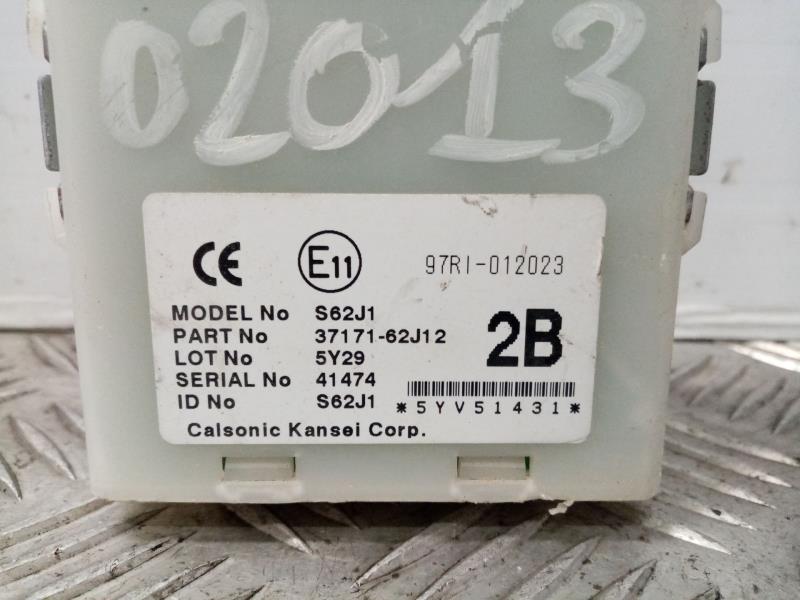 02013
CE E11 97RI-012023
MODEL No S62J1
PART No 37171-62J12
LOT No 5Y29
SERIAL No 41474
ID No S62J1
2B
*5YV51431*
Calsonic Kansei Corp.